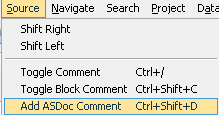 Source Navigate Search Project Data
Shift Right
Shift Left
Toggle Comment Ctrl+/
Toggle Block Comment Ctrl+Shift+C
Add ASDoc Comment Ctrl+Shift+D